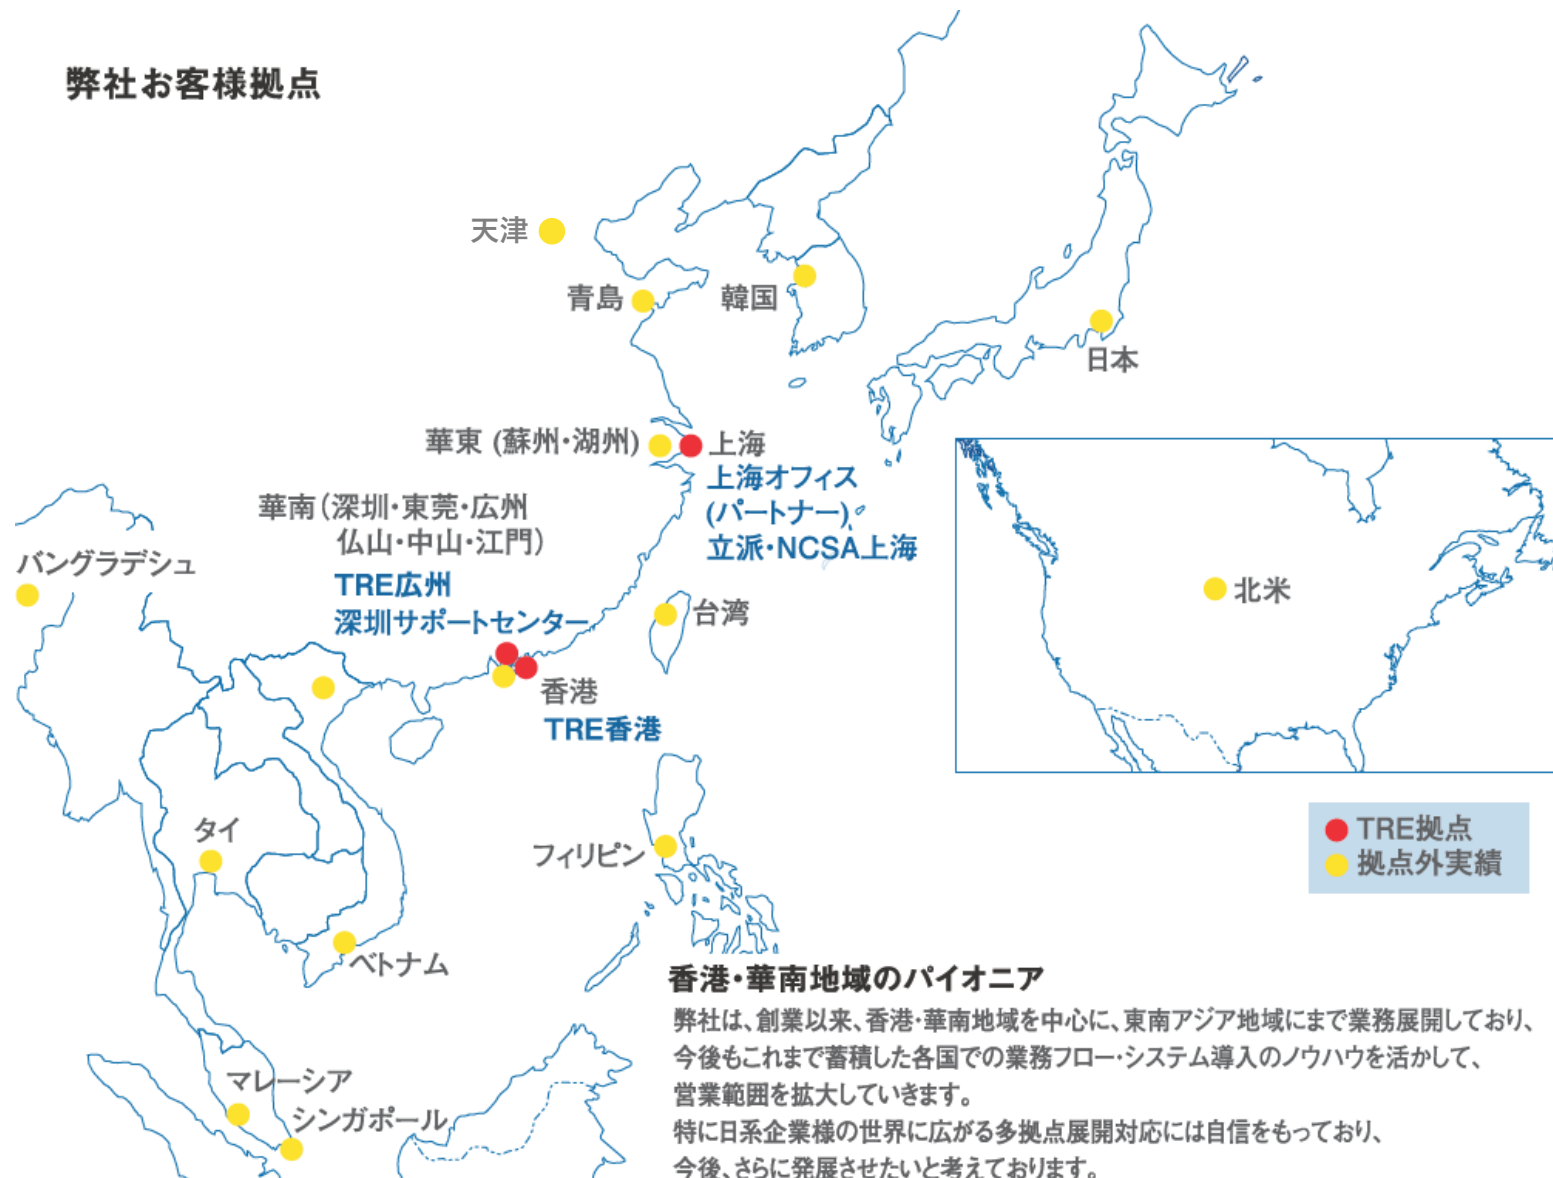 弊社お客様拠点
天津
青島
韓国
日本
華東 (蘇州・湖州)
上海
上海オフィス
(パートナー)
立派・NCSA上海
華南(深圳・東莞・広州
仏山・中山・江門)
TRE広州
深圳サポートセンター
バングラデシュ
台湾
北米
香港
TRE香港
タイ
フィリピン
ベトナム
マレーシア
シンガポール
TRE拠点
拠点外実績
香港・華南地域のパイオニア
弊社は、創業以来、香港・華南地域を中心に、東南アジア地域にまで業務展開しており、
今後もこれまで蓄積した各国での業務フロー・システム導入のノウハウを活かして、
営業範囲を拡大していきます。
特に日系企業様の世界に広がる多拠点展開対応には自信をもっており、
今後、さらに発展させたいと考えております。